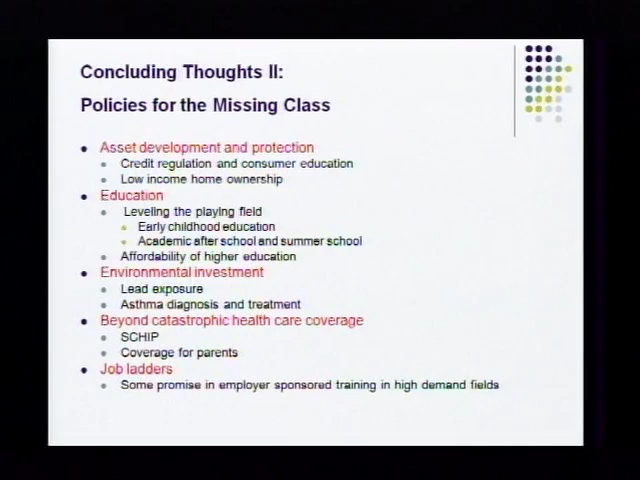 Concluding Thoughts II:
Policies for the Missing Class
Asset development and protection
Credit regulation and consumer education
Low income home ownership
Education
Leveling the playing field
Early childhood education
Academic after school and summer school
Affordability of higher education
Environmental investment
Lead exposure
Asthma diagnosis and treatment
Beyond catastrophic health care coverage
SCHIP
Coverage for parents
Job ladders
Some promise in employer sponsored training in high demand fields